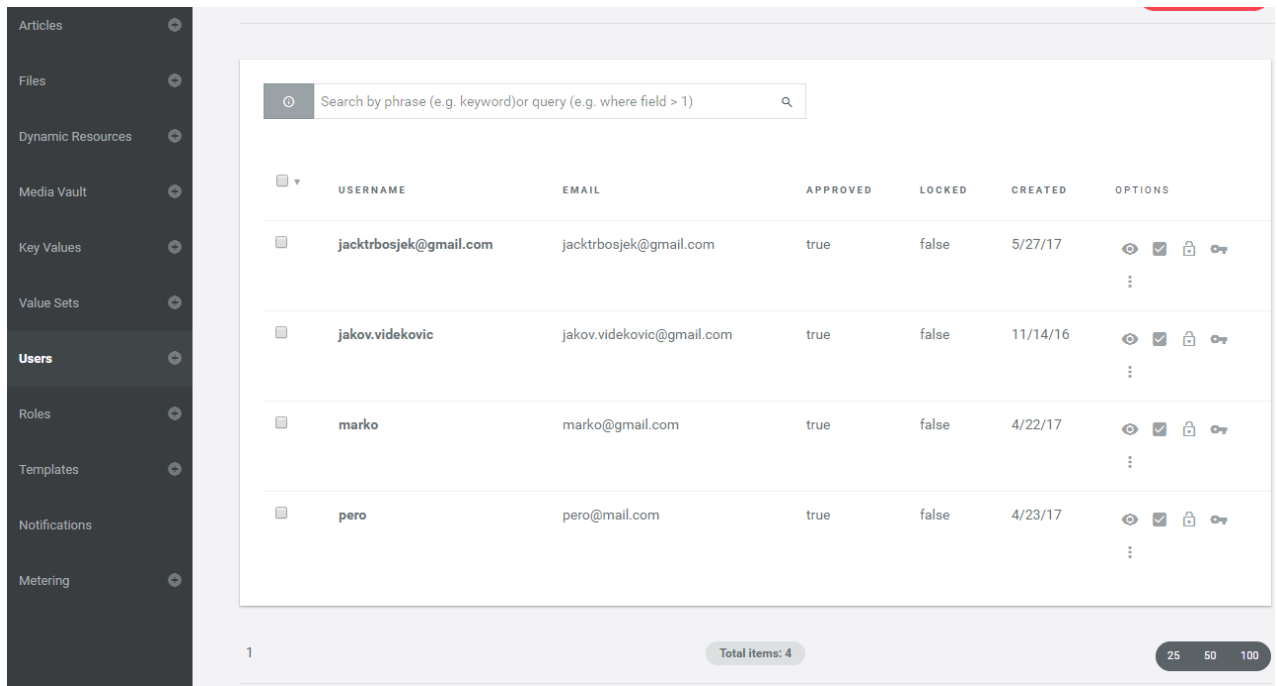 Articles
Files
Dynamic Resources
Media Vault
Key Values
Value Sets
Users
Roles
Templates
Notifications
Metering
Search by phrase (e.g. keyword)or query (e.g. where field > 1)
USERNAME EMAIL APPROVED LOCKED CREATED OPTIONS
jacktrbosjek@gmail.com jacktrbosjek@gmail.com true false 5/27/17
jakov.videkovic jakov.videkovic@gmail.com true false 11/14/16
marko marko@gmail.com true false 4/22/17
pero pero@mail.com true false 4/23/17
1 Total items: 4 25 50 100